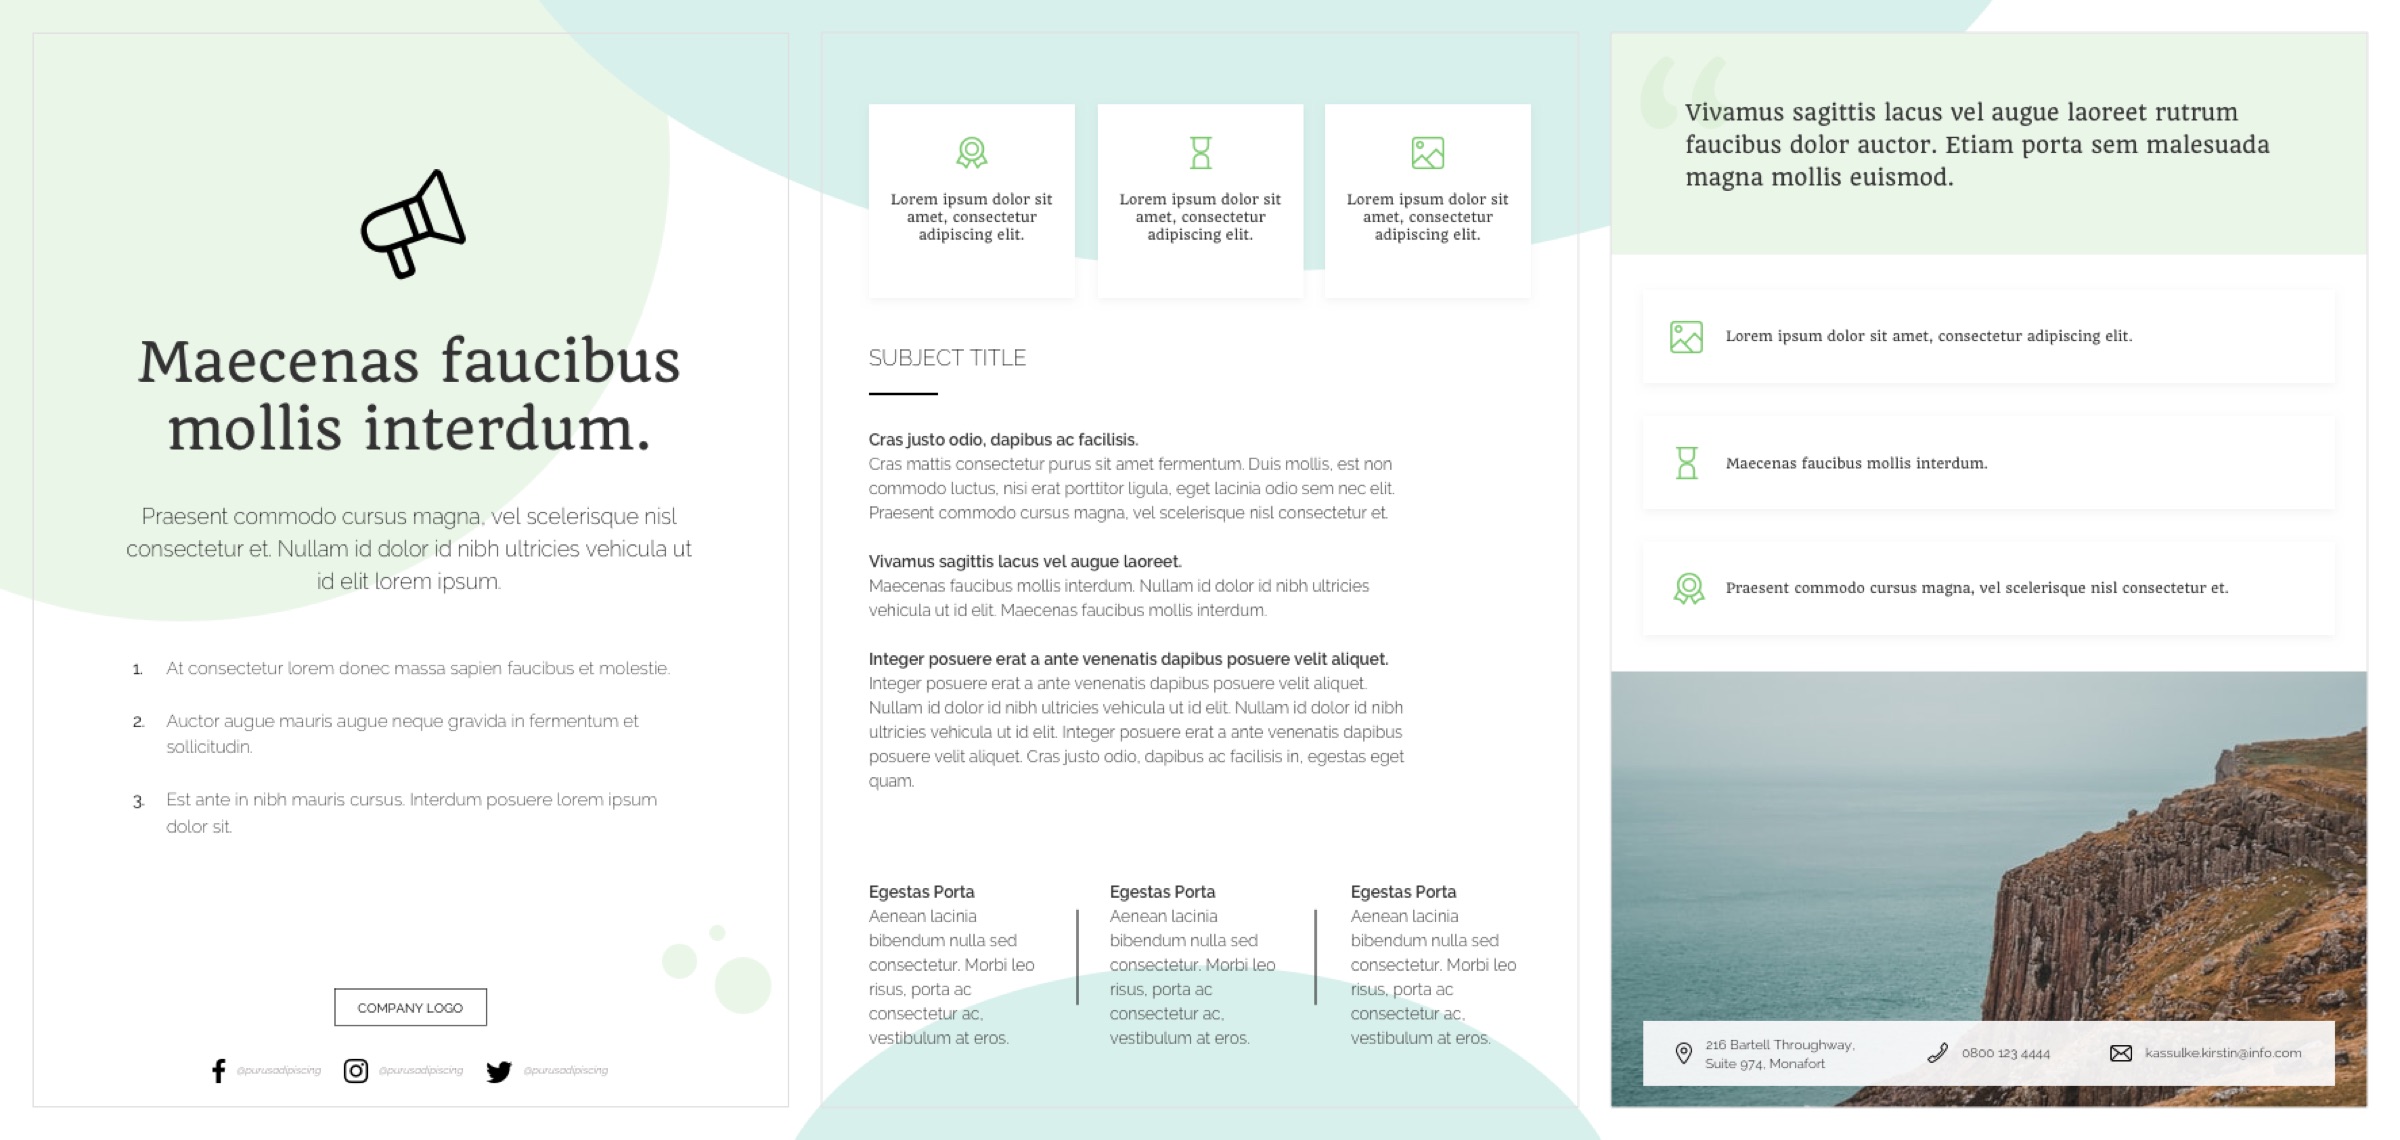 Maecenas faucibus
mollis interdum.
Praesent commodo cursus magna, vel scelerisque nisl
consectetur et. Nullam id dolor id nibh ultricies vehicula ut
id elit lorem ipsum.
1. At consectetur lorem donec massa sapien faucibus et molestie.
2. Auctor augue mauris augue neque gravida in fermentum et
sollicitudin.
3. Est ante in nibh mauris cursus. Interdum posuere lorem ipsum
dolor sit.
COMPANY LOGO
@purusadipiscing @purusadipiscing @purusadipiscing
Lorem ipsum dolor sit
amet, consectetur
adipiscing elit.
Lorem ipsum dolor sit
amet, consectetur
adipiscing elit.
Lorem ipsum dolor sit
amet, consectetur
adipiscing elit.
SUBJECT TITLE
Cras justo odio, dapibus ac facilisis.
Cras mattis consectetur purus sit amet fermentum. Duis mollis, est non
commodo luctus, nisi erat porttitor ligula, eget lacinia odio sem nec elit.
Praesent commodo cursus magna, vel scelerisque nisl consectetur et.
Vivamus sagittis lacus vel augue laoreet.
Maecenas faucibus mollis interdum. Nullam id dolor id nibh ultricies
vehicula ut id elit. Maecenas faucibus mollis interdum.
Integer posuere erat a ante venenatis dapibus posuere velit aliquet.
Integer posuere erat a ante venenatis dapibus posuere velit aliquet.
Nullam id dolor id nibh ultricies vehicula ut id elit. Nullam id dolor id nibh
ultricies vehicula ut id elit. Integer posuere erat a ante venenatis dapibus
posuere velit aliquet. Cras justo odio, dapibus ac facilisis in, egestas eget
quam.
Egestas Porta
Aenean lacinia
bibendum nulla sed
consectetur. Morbi leo
risus, porta ac
consectetur ac,
vestibulum at eros.
Egestas Porta
Aenean lacinia
bibendum nulla sed
consectetur. Morbi leo
risus, porta ac
consectetur ac,
vestibulum at eros.
Egestas Porta
Aenean lacinia
bibendum nulla sed
consectetur. Morbi leo
risus, porta ac
consectetur ac,
vestibulum at eros.
“
Vivamus sagittis lacus vel augue laoreet rutrum
faucibus dolor auctor. Etiam porta sem malesuada
magna mollis euismod.
Lorem ipsum dolor sit amet, consectetur adipiscing elit.
Maecenas faucibus mollis interdum.
Praesent commodo cursus magna, vel scelerisque nisl consectetur et.
216 Bartell Throughway,
Suite 974, Monafort
0800 123 4444
kassulke.kirstin@info.com